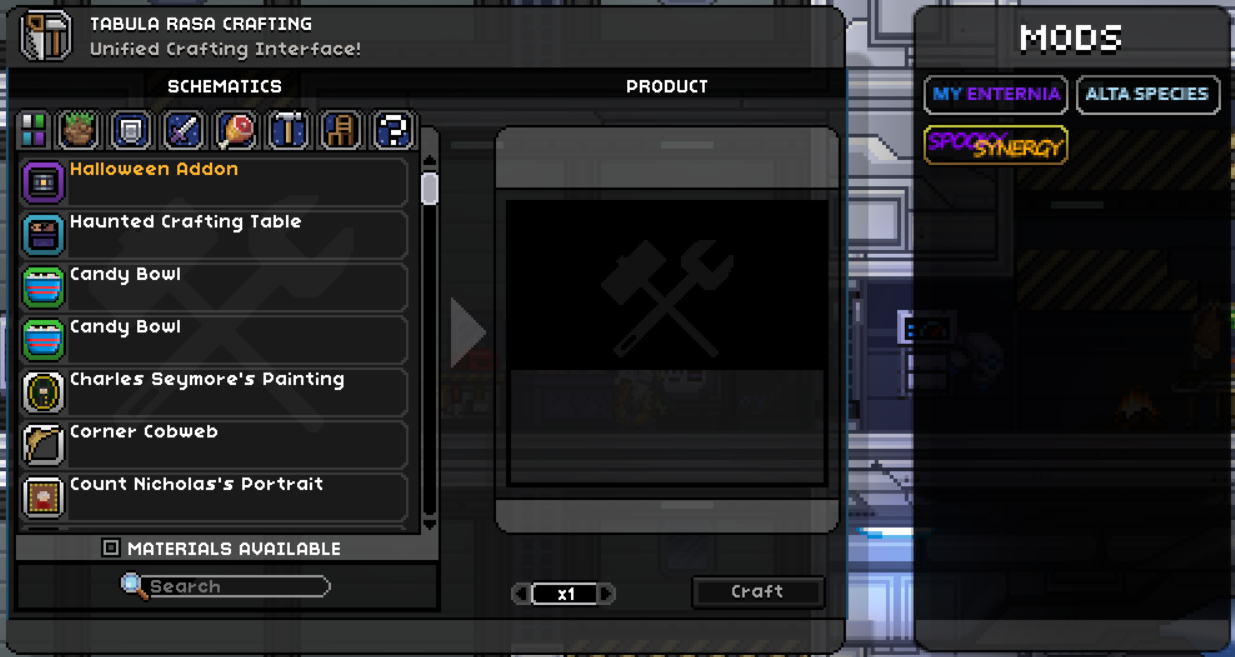 TABULA RASA CRAFTING
Unified Crafting Interface!
SCHEMATICS
PRODUCT
Halloween Addon
Haunted Crafting Table
Candy Bowl
Candy Bowl
Charles Seymore's Painting
Corner Cobweb
Count Nicholas's Portrait
MATERIALS AVAILABLE
Search
x1
Craft
MODS
MY ENTERNIA
ALTA SPECIES
SPOOKY SYNERGY